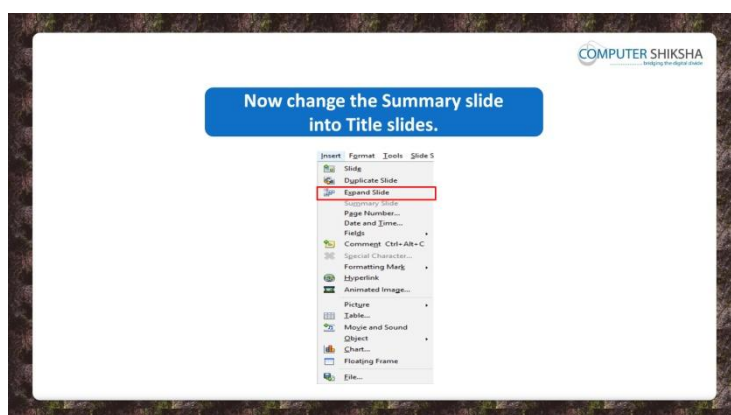 COMPUTER SHIKSHA
bridging the digital divide
Now change the Summary slide
into Title slides.
Insert Format Tools Slide S
Slide
Duplicate Slide
Expand Slide
Summary Slide
Page Number...
Date and Time...
Fields
Comment Ctrl+Alt+C
Special Character...
Formatting Mark
Hyperlink
Animated Image...
Picture
Table...
Movie and Sound
Object
Chart...
Floating Frame
File...